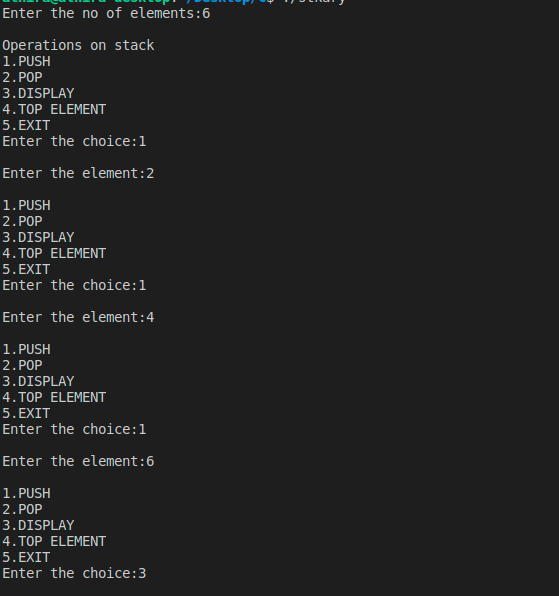 Enter the no of elements:6
Operations on stack
1.PUSH
2.POP
3.DISPLAY
4.TOP ELEMENT
5.EXIT
Enter the choice:1
Enter the element:2
1.PUSH
2.POP
3.DISPLAY
4.TOP ELEMENT
5.EXIT
Enter the choice:1
Enter the element:4
1.PUSH
2.POP
3.DISPLAY
4.TOP ELEMENT
5.EXIT
Enter the choice:1
Enter the element:6
1.PUSH
2.POP
3.DISPLAY
4.TOP ELEMENT
5.EXIT
Enter the choice:3